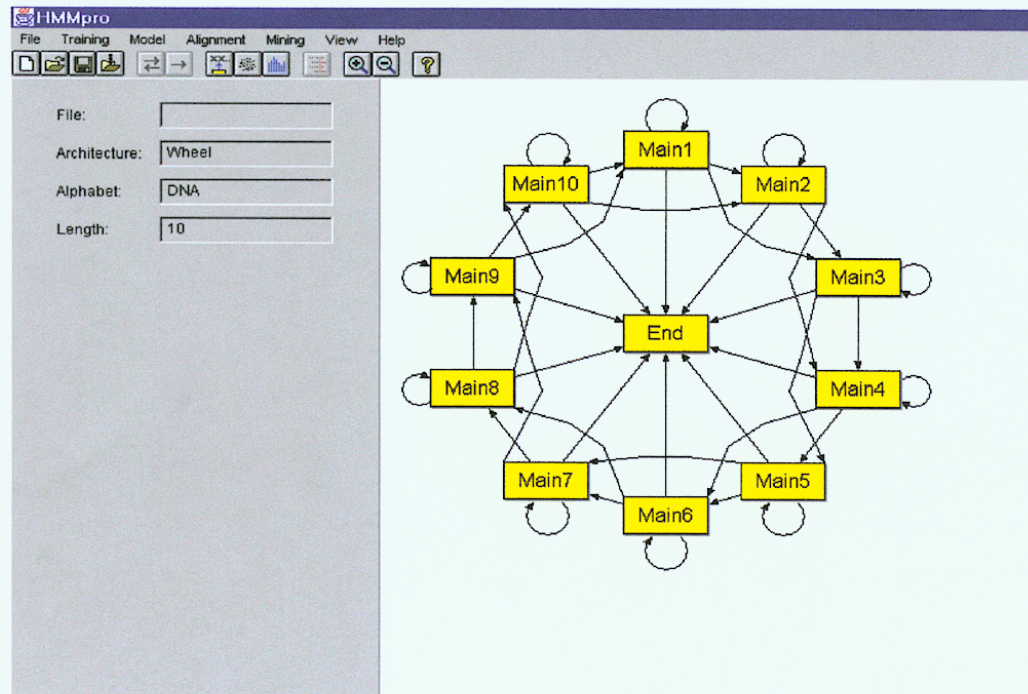 HMMpro
File Training Model Alignment Mining View Help
File:
Architecture: Wheel
Alphabet: DNA
Length: 10
Main1
Main10
Main2
Main9
Main3
End
Main8
Main4
Main7
Main5
Main6